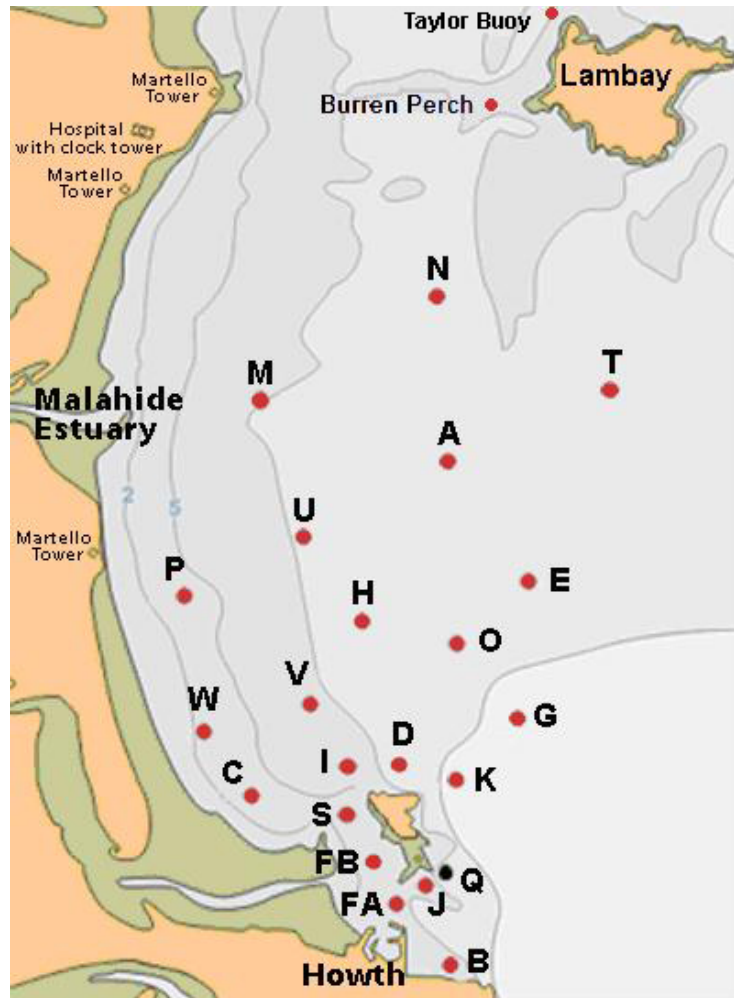 Taylor Buoy
Lambay
Martello
Tower
Burren Perch
Hospital
with clock tower
Martello
Tower
N
T
M
Malahide
Estuary
A
2
5
U
Martello
Tower
P
E
H
O
V
W
G
D
I
K
C
S
FB
Q
J
FA
B
Howth